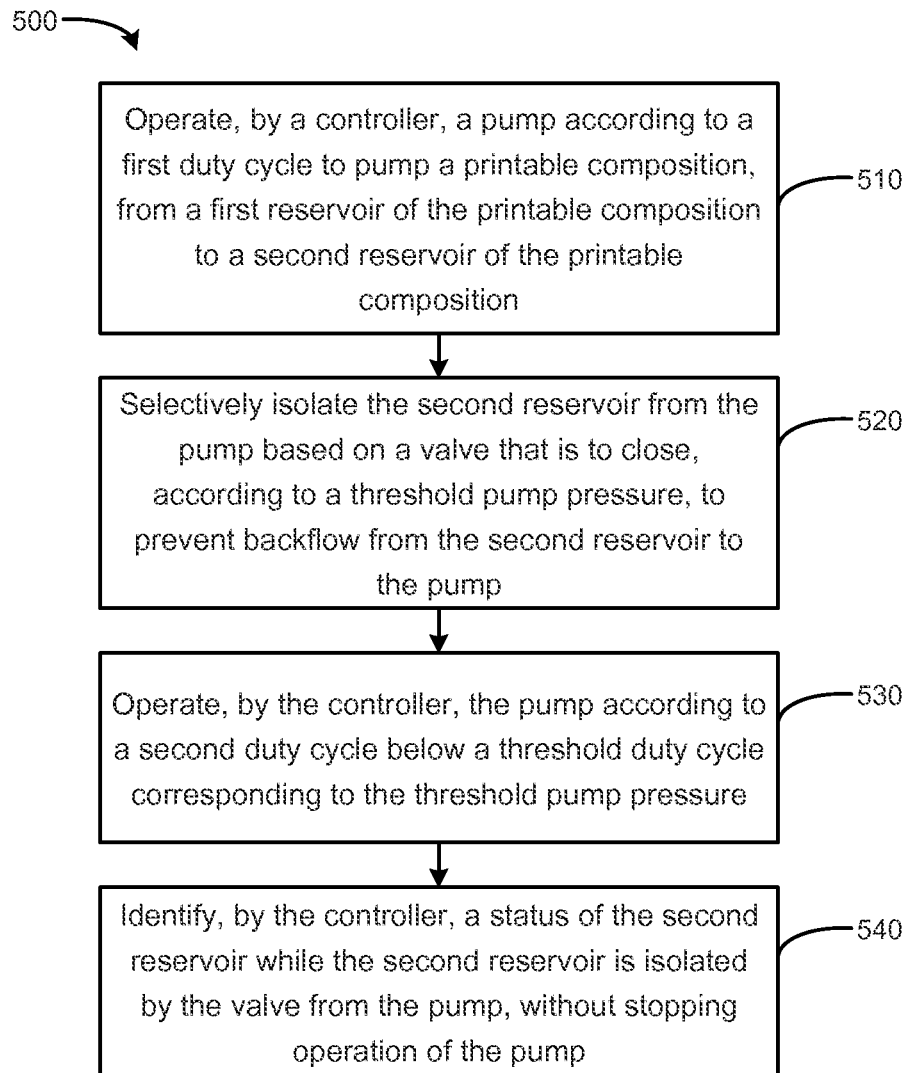 500
Operate, by a controller, a pump according to a
first duty cycle to pump a printable composition,
from a first reservoir of the printable composition
to a second reservoir of the printable
composition
510
Selectively isolate the second reservoir from the
pump based on a valve that is to close,
according to a threshold pump pressure, to
prevent backflow from the second reservoir to
the pump
520
Operate, by the controller, the pump according to
a second duty cycle below a threshold duty cycle
corresponding to the threshold pump pressure
530
Identify, by the controller, a status of the second
reservoir while the second reservoir is isolated
by the valve from the pump, without stopping
operation of the pump
540